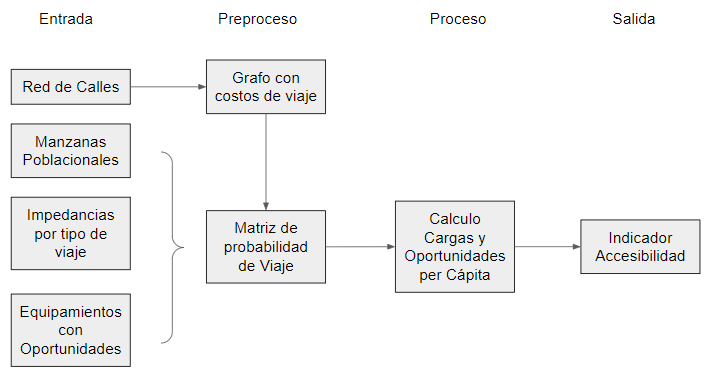 Entrada
Preproceso
Proceso
Salida
Red de Calles
Grafo con
costos de viaje
Manzanas
Poblacionales
Impedancias
por tipo de
viaje
Equipamientos
con
Oportunidades
Matriz de
probabilidad
de Viaje
Calculo
Cargas y
Oportunidades
per Cápita
Indicador
Accesibilidad